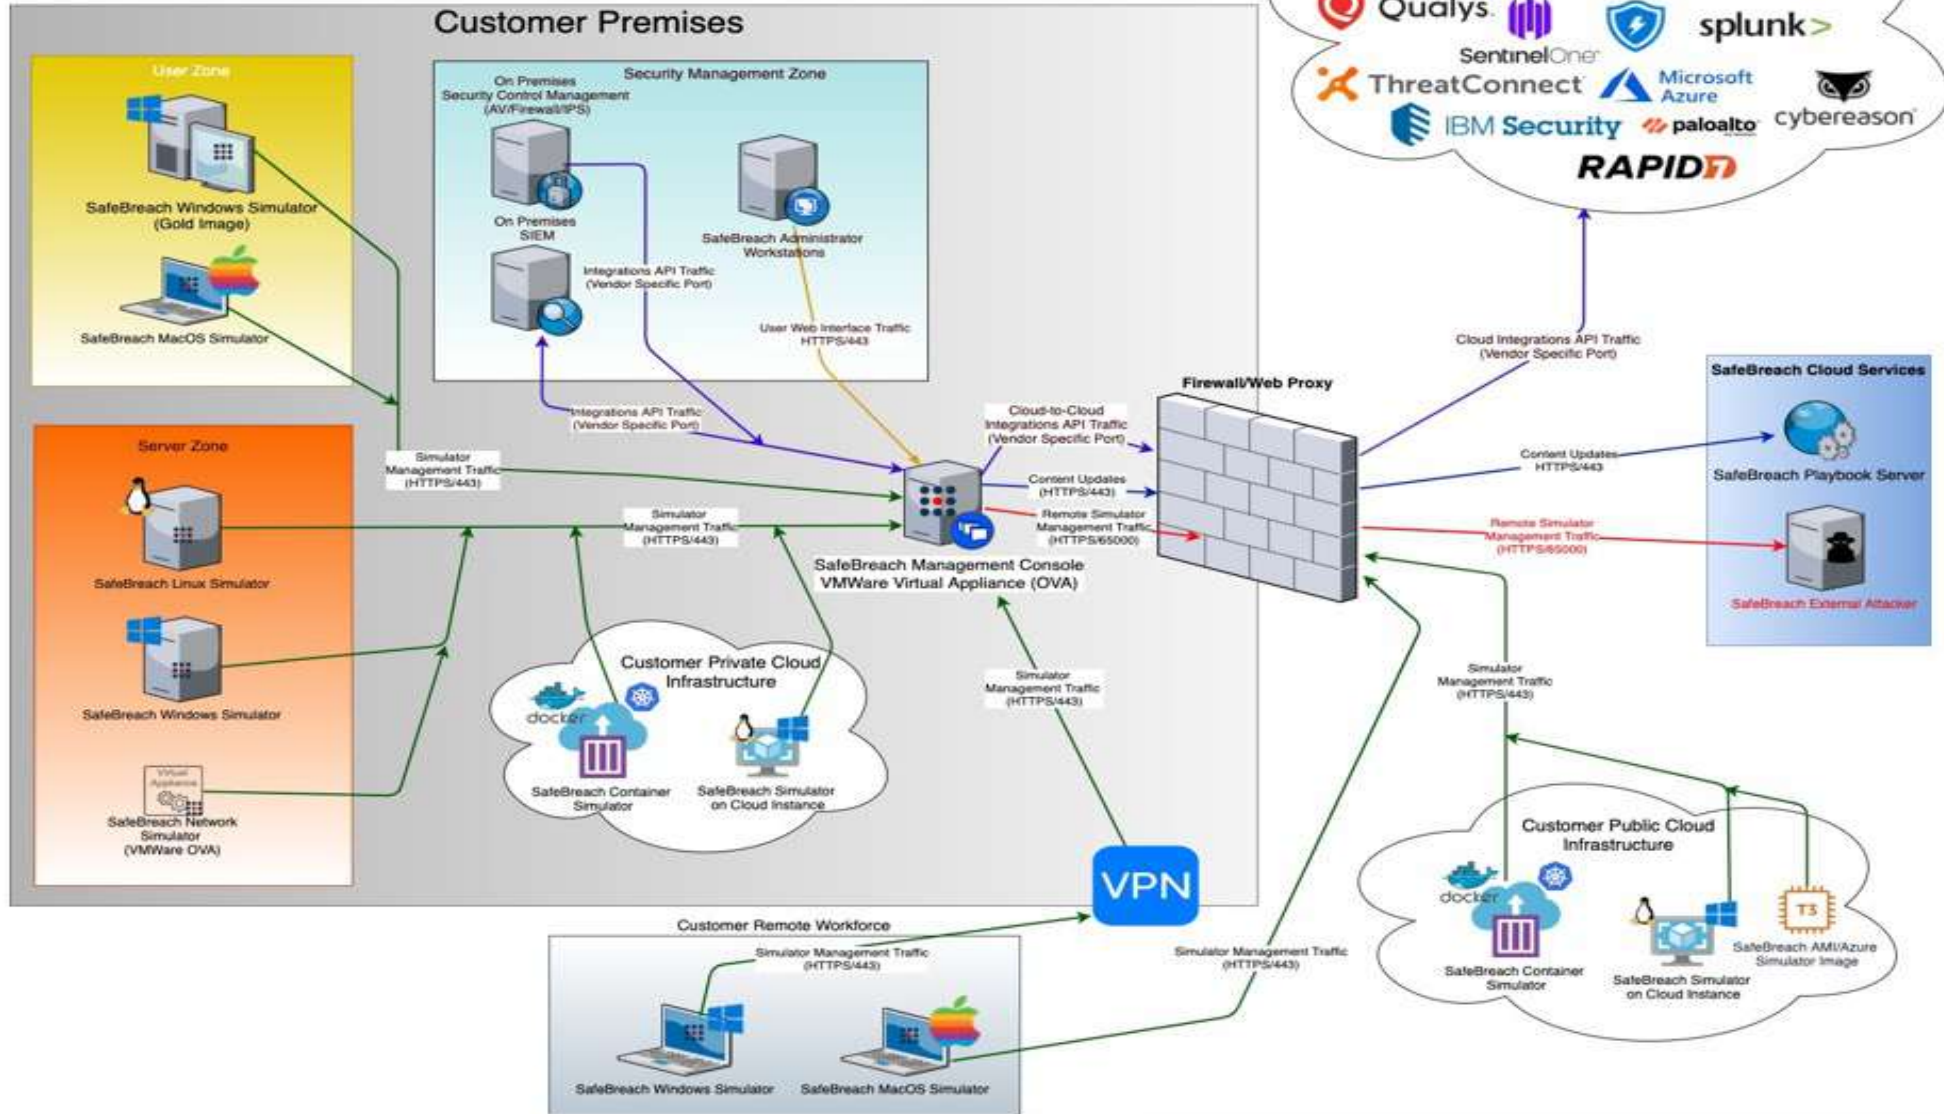 Customer Premises
User Zone
SafeBreach Windows Simulator
(Gold Image)
SafeBreach MacOS Simulator
Security Management Zone
On Premises
Security Control Management
(AV/Firewall/IPS)
On Premises
SIEM
SafeBreach Administrator
Workstations
Integrations API Traffic
(Vendor Specific Port)
User Web Interface Traffic
HTTPS/443
Integrations API Traffic
(Vendor Specific Port)
Qualys.
SentinelOne
splunk>
ThreatConnect
Microsoft
Azure
cybereason
IBM Security
paloalto
RAPID7
Cloud Integrations API Traffic
(Vendor Specific Port)
Firewall/Web Proxy
SafeBreach Cloud Services
SafeBreach Playbook Server
SafeBreach External Attacker
Content Updates
HTTPS/443
Remote Simulator
Management Traffic
(HTTPS/65000)
Cloud-to-Cloud
Integrations API Traffic
(Vendor Specific Port)
Content Updates
(HTTPS/443)
Remote Simulator
Management Traffic
(HTTPS/65000)
Simulator
Management Traffic
(HTTPS/443)
Simulator
Management Traffic
(HTTPS/443)
SafeBreach Management Console
VMWare Virtual Appliance (OVA)
Server Zone
SafeBreach Linux Simulator
SafeBreach Windows Simulator
Virtual
Appliance
SafeBreach Network
Simulator
(VMWare OVA)
Customer Private Cloud
Infrastructure
docker
SafeBreach Container
Simulator
SafeBreach Simulator
on Cloud Instance
Simulator
Management Traffic
(HTTPS/443)
VPN
Simulator
Management Traffic
(HTTPS/443)
Customer Public Cloud
Infrastructure
docker
T3
SafeBreach Container
Simulator
SafeBreach Simulator
on Cloud Instance
SafeBreach AMI/Azure
Simulator Image
Customer Remote Workforce
Simulator Management Traffic
(HTTPS/443)
Simulator Management Traffic
(HTTPS/443)
SafeBreach Windows Simulator
SafeBreach MacOS Simulator